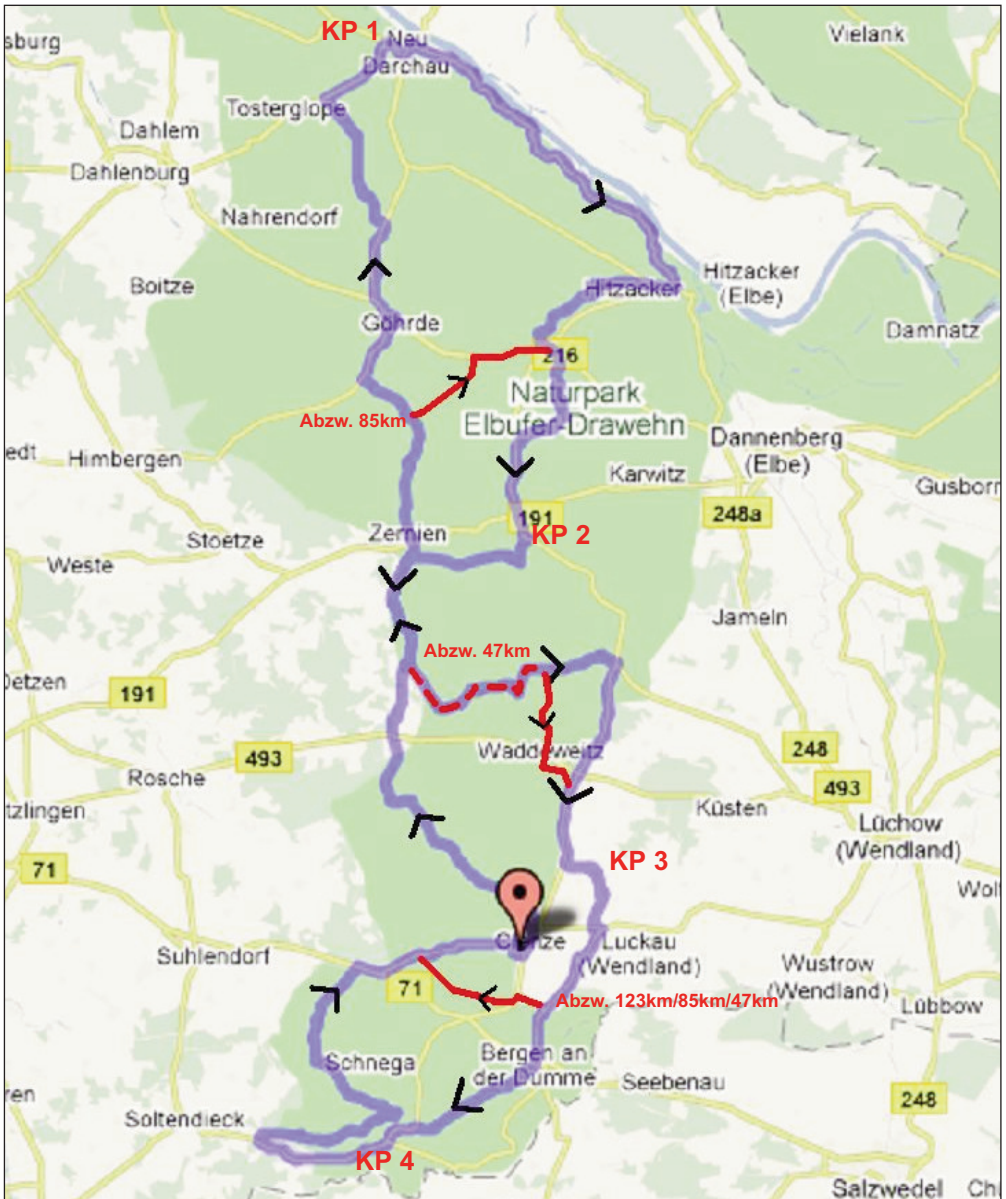 KP 1
sburg
Neu
Darchau
Vielank
Tosterglope
Dahlem
Dahlenburg
Nahrendorf
Boitze
Hitzacker
Hitzacker
(Elbe)
Göhrde
Damnatz
216
Abzw. 85km
Naturpark
Elbufer-Drawehn
edt
Himbergen
Dannenberg
(Elbe)
Karwitz
Gusborn
191
248a
Zernien
KP 2
Stoetze
Weste
Jameln
Abzw. 47km
Oetzen
191
Waddeweitz
248
493
Rosche
493
tzlingen
Küsten
Lüchow
(Wendland)
KP 3
71
Wol
Suhlendorf
Luckau
(Wendland)
Wustrow
(Wendland)
71
Abzw. 123km/85km/47km
Lübbow
Schnega
Bergen an
der Dumme
Seebenau
ren
248
Soltendieck
KP 4
Salzwedel
Ch